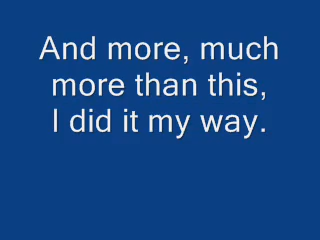 And more, much
more than this,
I did it my way.